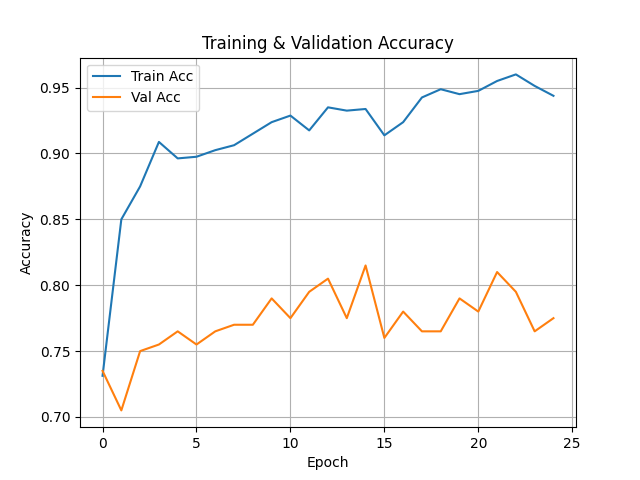 Training & Validation Accuracy
Train Acc
Val Acc
0.95
0.90
0.85
0.80
0.75
0.70
Accuracy
0 5 10 15 20 25
Epoch